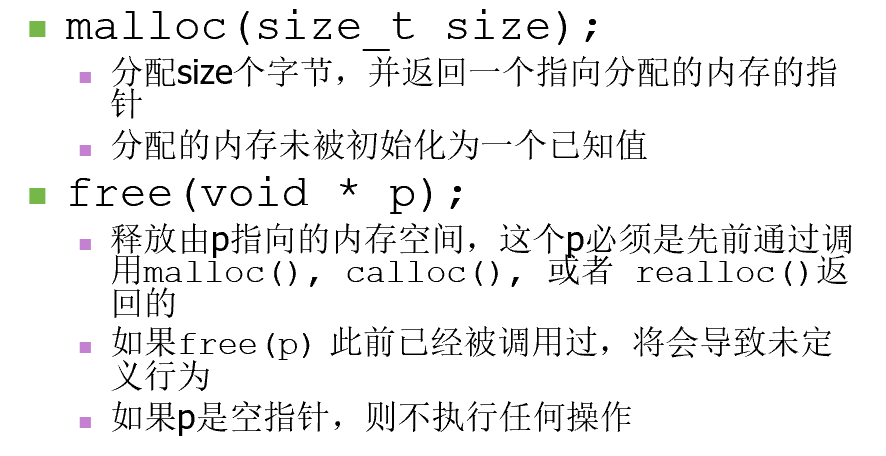 malloc(size_t size);
分配size个字节，并返回一个指向分配的内存的指
针
分配的内存未被初始化为一个已知值
free(void * p);
释放由p指向的内存空间，这个p必须是先前通过调
用malloc(), calloc(), 或者 realloc()返
回的
如果free(p) 此前已经被调用过，将会导致未定
义行为
如果p是空指针，则不执行任何操作